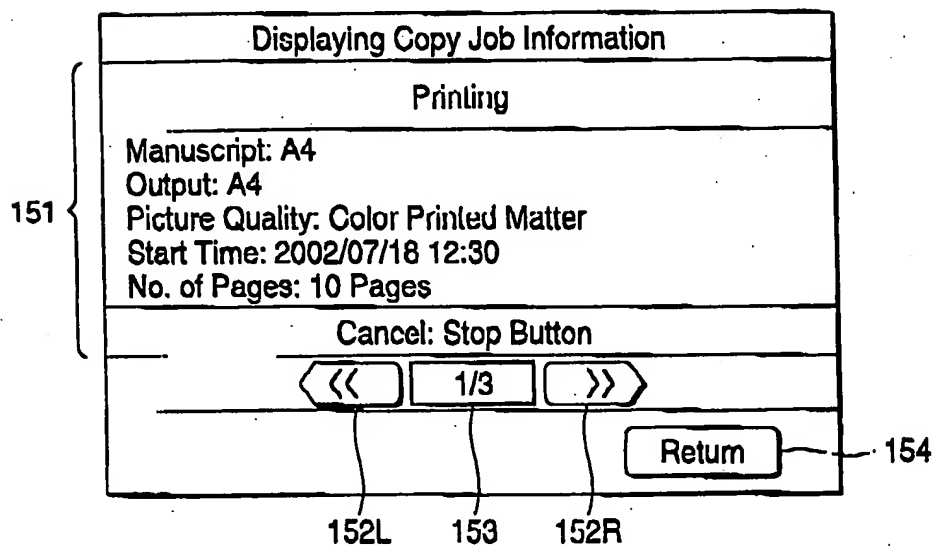 Displaying Copy Job Information
Printing
Manuscript: A4
Output: A4
151
Picture Quality: Color Printed Matter
Start Time: 2002/07/18 12:30
No. of Pages: 10 Pages
Cancel: Stop Button
<< 1/3 >>
Return 154
152L 153 152R